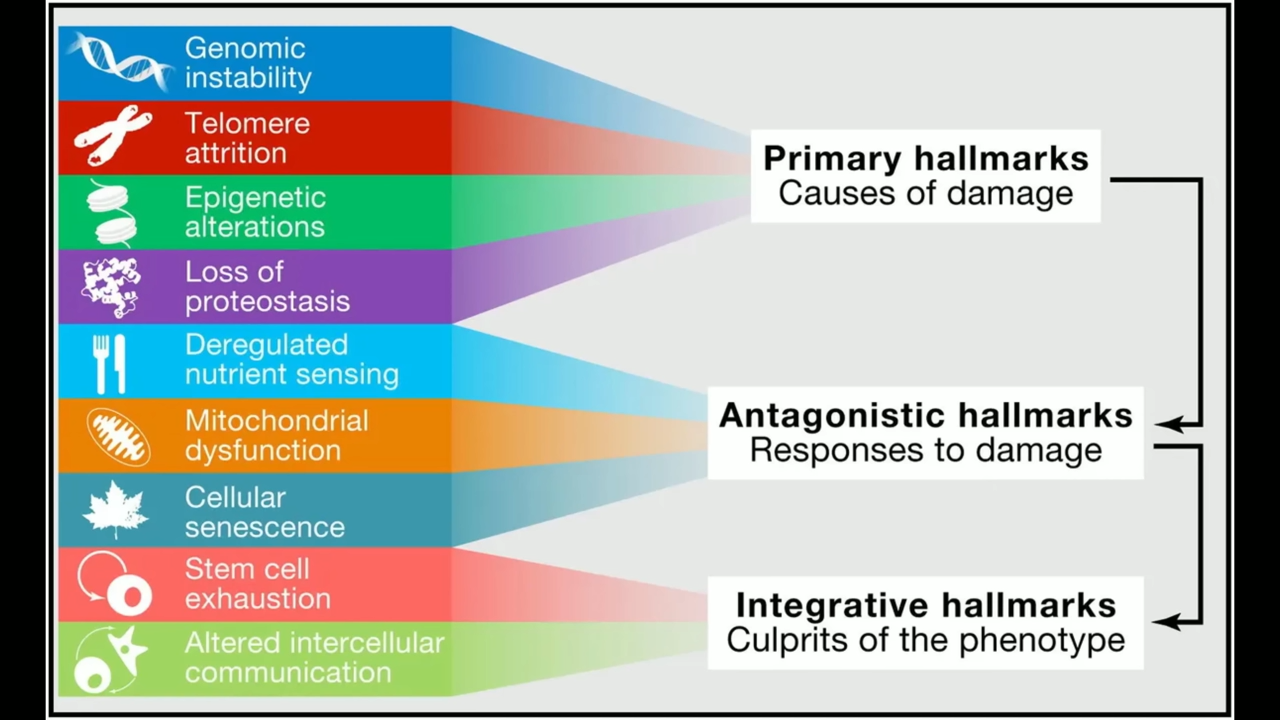 Genomic
instability
Telomere
attrition
Epigenetic
alterations
Loss of
proteostasis
Deregulated
nutrient sensing
Mitochondrial
dysfunction
Cellular
senescence
Stem cell
exhaustion
Altered intercellular
communication
Primary hallmarks
Causes of damage
Antagonistic hallmarks
Responses to damage
Integrative hallmarks
Culprits of the phenotype